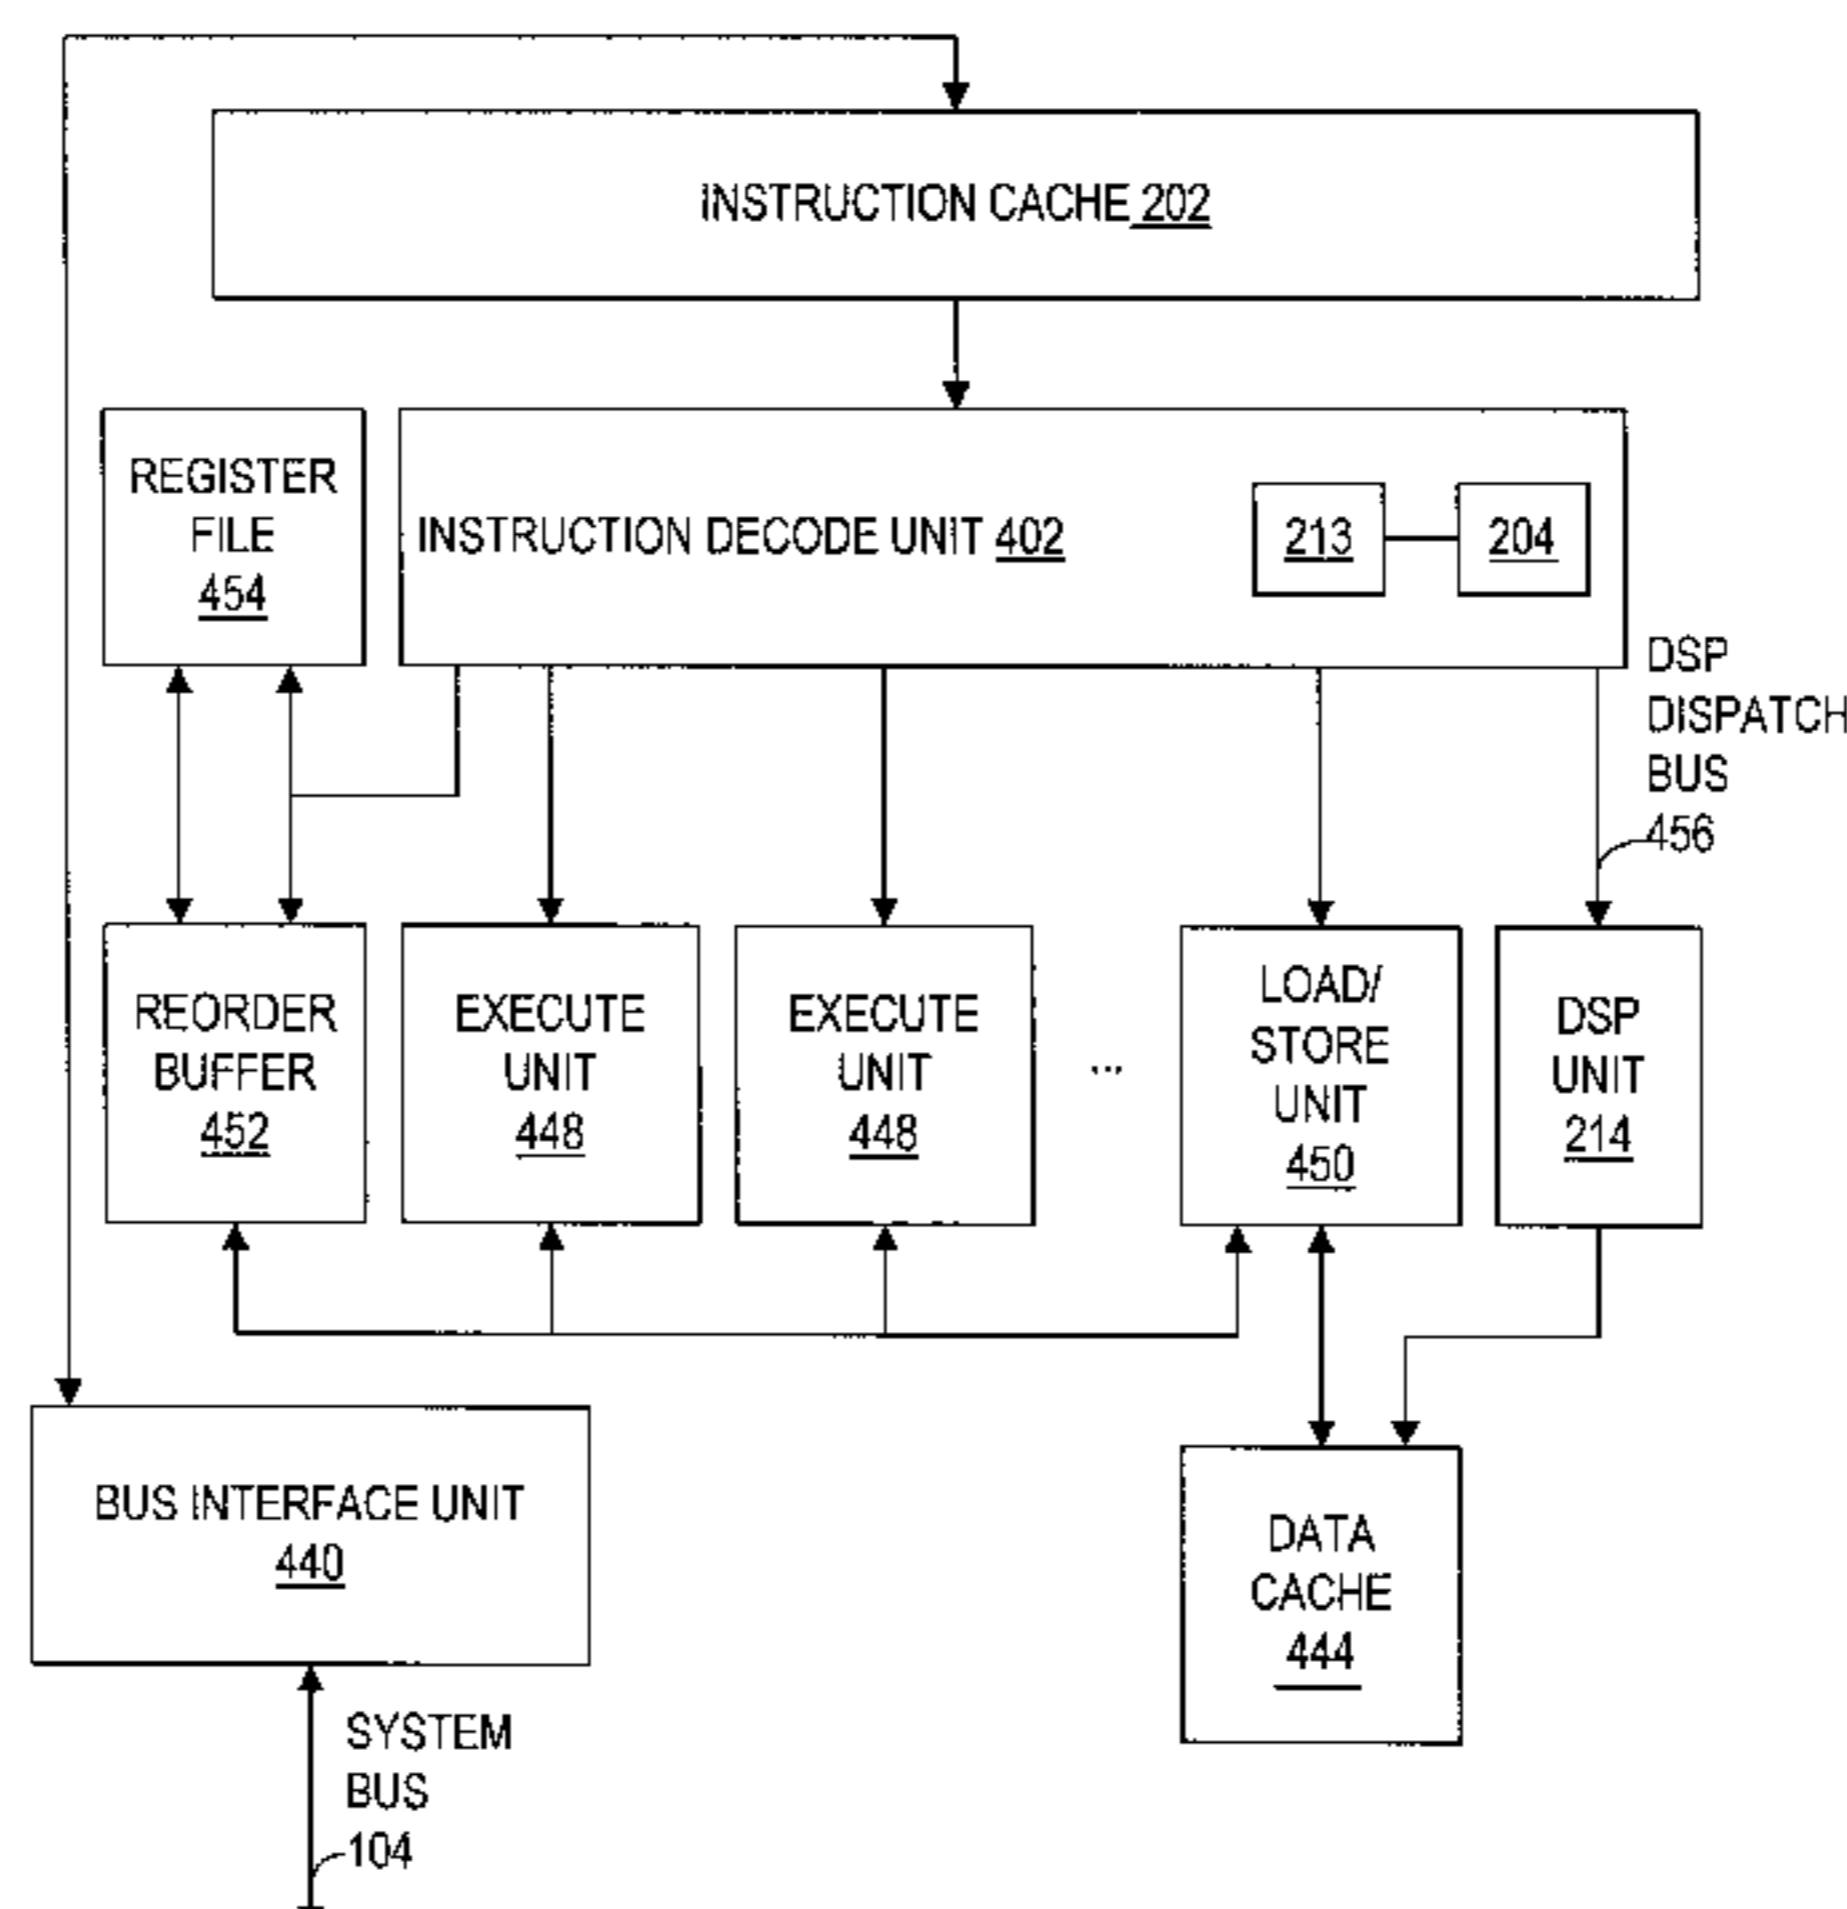 INSTRUCTION CACHE 202
REGISTER
FILE
454
INSTRUCTION DECODE UNIT 402
213
204
DSP
DISPATCH
BUS
456
REORDER
BUFFER
452
EXECUTE
UNIT
448
EXECUTE
UNIT
448
...
LOAD/
STORE
UNIT
450
DSP
UNIT
214
BUS INTERFACE UNIT
440
DATA
CACHE
444
SYSTEM
BUS
104